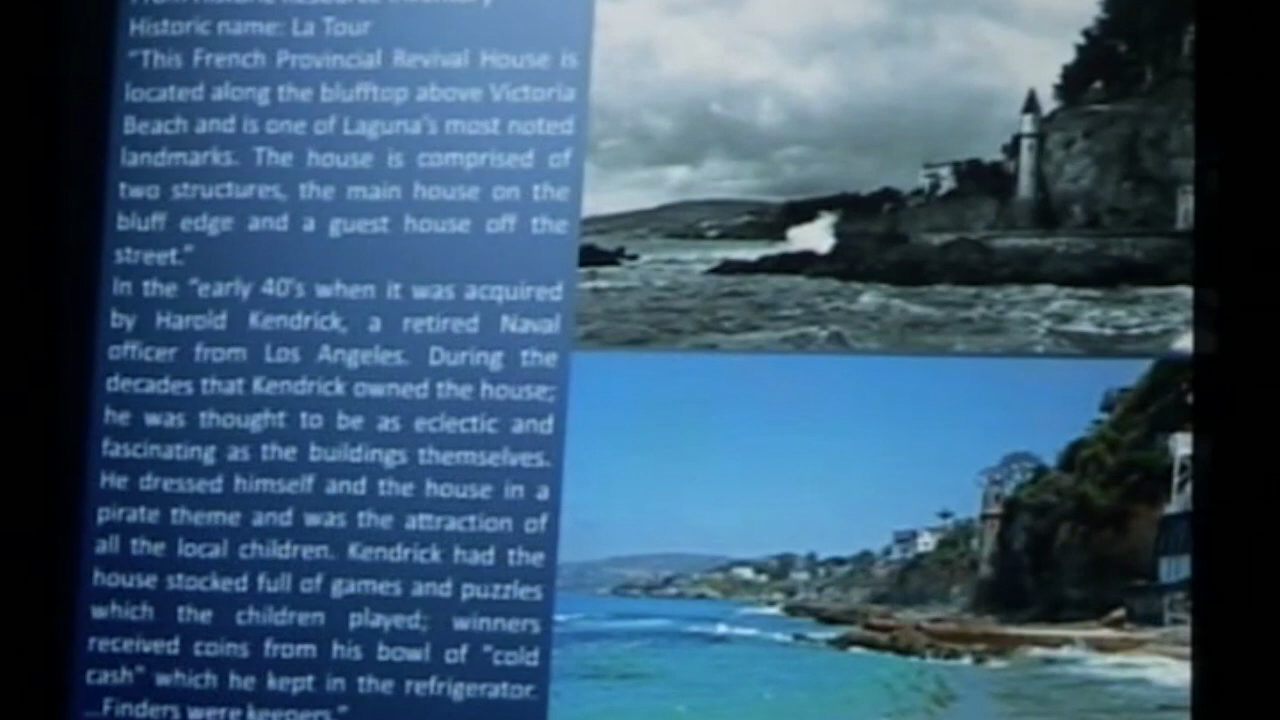 From Historic Resource Inventory
Historic name: La Tour
"This French Provincial Revival House is
located along the blufftop above Victoria
Beach and is one of Laguna's most noted
landmarks. The house is comprised of
two structures, the main house on the
bluff edge and a guest house off the
street."
In the "early 40's when it was acquired
by Harold Kendrick, a retired Naval
officer from Los Angeles. During the
decades that Kendrick owned the house;
he was thought to be as eclectic and
fascinating as the buildings themselves.
He dressed himself and the house in a
pirate theme and was the attraction of
all the local children. Kendrick had the
house stocked full of games and puzzles
which the children played; winners
received coins from his bowl of "cold
cash" which he kept in the refrigerator.
...Finders were keepers."